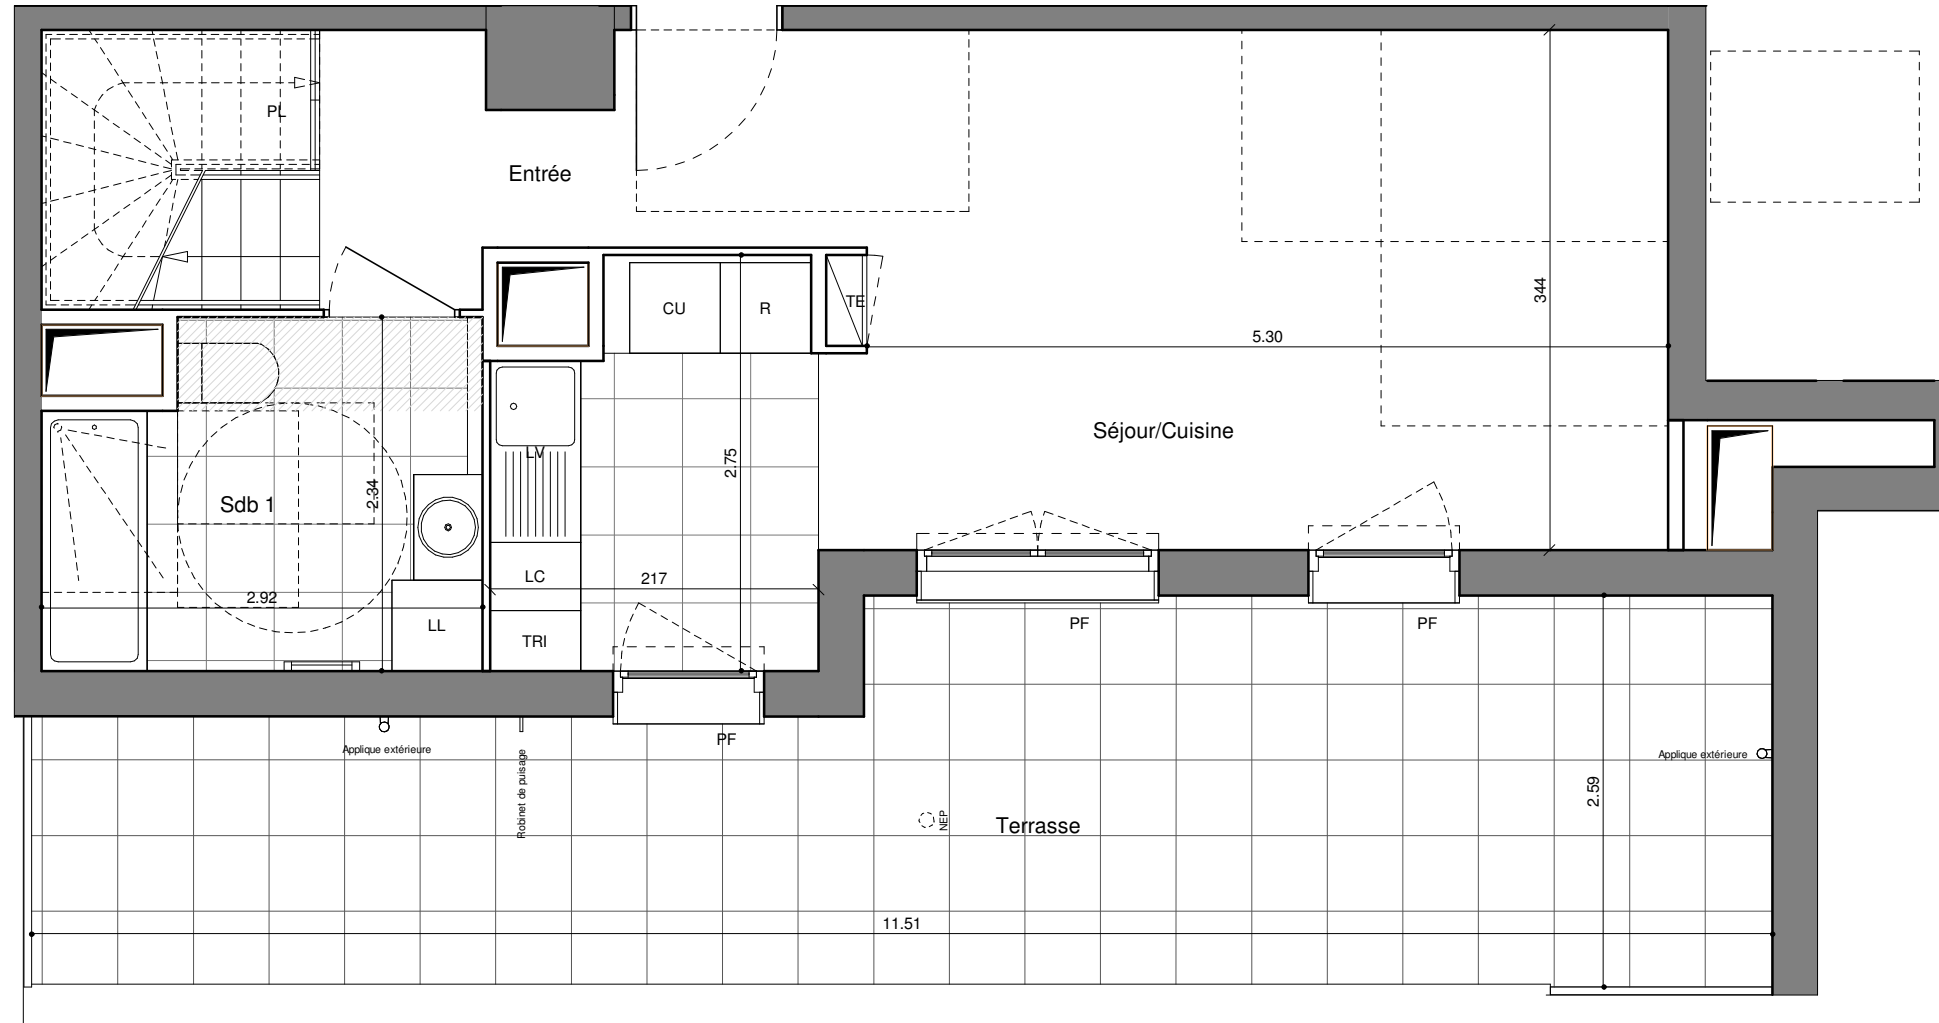 PL
Entrée
CU
R
TE
344
5.30
Séjour/Cuisine
LV
2.75
2.34
Sdb 1
LC
217
2.92
LL
TRI
PF
PF
PF
Applique extérieure
Robinet de puisage
Applique extérieure
2.59
NEP
Terrasse
11.51